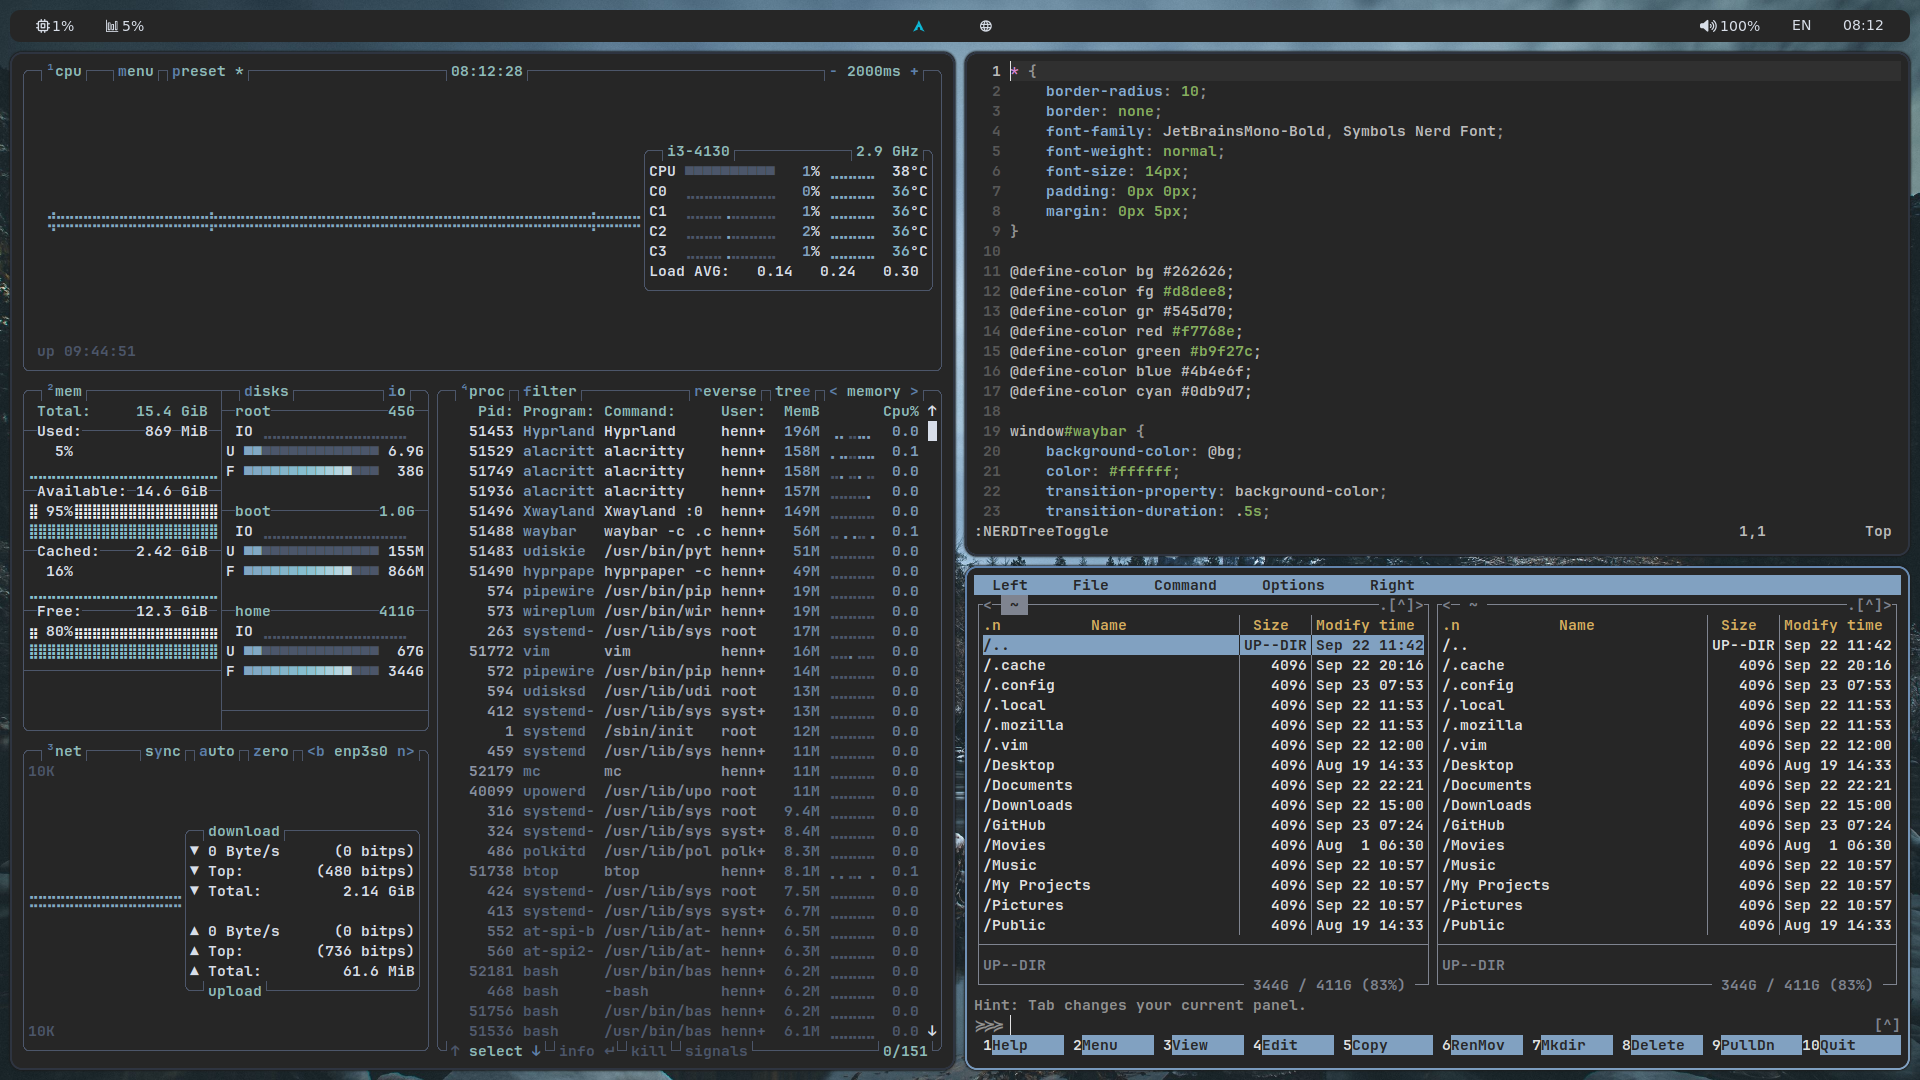 1% 5% 100% EN 08:12
1cpu menu preset * 08:12:28 - 2000ms +
i3-4130 2.9 GHz
CPU 1% 38°C
C0 0% 36°C
C1 1% 36°C
C2 2% 36°C
C3 1% 36°C
Load AVG: 0.14 0.24 0.30
up 09:44:51
2mem disks io
Total: 15.4 GiB
Used: 869 MiB
5%
Available: 14.6 GiB
95%
Cached: 2.42 GiB
16%
Free: 12.3 GiB
80%
root 45G
IO
U 6.9G
F 38G
boot 1.0G
IO
U 155M
F 866M
home 411G
IO
U 67G
F 344G
3net sync auto zero <b enp3s0 n>
10K
download
▼ 0 Byte/s (0 bitps)
▼ Top: (480 bitps)
▼ Total: 2.14 GiB
▲ 0 Byte/s (0 bitps)
▲ Top: (736 bitps)
▲ Total: 61.6 MiB
upload
10K
4proc filter reverse tree < memory >
Pid: Program: Command: User: MemB Cpu% ↑
51453 Hyprland Hyprland henn+ 196M 0.0
51529 alacritt alacritty henn+ 158M 0.1
51749 alacritt alacritty henn+ 158M 0.0
51936 alacritt alacritty henn+ 157M 0.0
51496 Xwayland Xwayland :0 henn+ 149M 0.0
51488 waybar waybar -c .c henn+ 56M 0.1
51483 udiskie /usr/bin/pyt henn+ 51M 0.0
51490 hyprpape hyprpaper -c henn+ 49M 0.0
574 pipewire /usr/bin/pip henn+ 19M 0.0
573 wireplum /usr/bin/wir henn+ 19M 0.0
263 systemd- /usr/lib/sys root 17M 0.0
51772 vim vim henn+ 16M 0.0
572 pipewire /usr/bin/pip henn+ 14M 0.0
594 udisksd /usr/lib/udi root 13M 0.0
412 systemd- /usr/lib/sys syst+ 13M 0.0
1 systemd /sbin/init root 12M 0.0
459 systemd /usr/lib/sys henn+ 11M 0.0
52179 mc mc henn+ 11M 0.0
40099 upowerd /usr/lib/upo root 11M 0.0
316 systemd- /usr/lib/sys root 9.4M 0.0
324 systemd- /usr/lib/sys syst+ 8.4M 0.0
486 polkitd /usr/lib/pol polk+ 8.3M 0.0
51738 btop btop henn+ 8.1M 0.1
424 systemd- /usr/lib/sys root 7.5M 0.0
413 systemd- /usr/lib/sys syst+ 6.7M 0.0
552 at-spi-b /usr/lib/at- henn+ 6.5M 0.0
560 at-spi2- /usr/lib/at- henn+ 6.3M 0.0
52181 bash /usr/bin/bas henn+ 6.2M 0.0
468 bash -bash henn+ 6.2M 0.0
51756 bash /usr/bin/bas henn+ 6.2M 0.0
51536 bash /usr/bin/bas henn+ 6.1M 0.0 ↓
↑ select ↓ info ↵ kill signals 0/151
1 * {
2 border-radius: 10;
3 border: none;
4 font-family: JetBrainsMono-Bold, Symbols Nerd Font;
5 font-weight: normal;
6 font-size: 14px;
7 padding: 0px 0px;
8 margin: 0px 5px;
9 }
10
11 @define-color bg #262626;
12 @define-color fg #d8dee8;
13 @define-color gr #545d70;
14 @define-color red #f7768e;
15 @define-color green #b9f27c;
16 @define-color blue #4b4e6f;
17 @define-color cyan #0db9d7;
18
19 window#waybar {
20 background-color: @bg;
21 color: #ffffff;
22 transition-property: background-color;
23 transition-duration: .5s;
:NERDTreeToggle 1,1 Top
Left File Command Options Right
<─ ~ .[^]> <─ ~ .[^]>
.n Name Size Modify time .n Name Size Modify time
/.. UP--DIR Sep 22 11:42 /.. UP--DIR Sep 22 11:42
/.cache 4096 Sep 22 20:16 /.cache 4096 Sep 22 20:16
/.config 4096 Sep 23 07:53 /.config 4096 Sep 23 07:53
/.local 4096 Sep 22 11:53 /.local 4096 Sep 22 11:53
/.mozilla 4096 Sep 22 11:53 /.mozilla 4096 Sep 22 11:53
/.vim 4096 Sep 22 12:00 /.vim 4096 Sep 22 12:00
/Desktop 4096 Aug 19 14:33 /Desktop 4096 Aug 19 14:33
/Documents 4096 Sep 22 22:21 /Documents 4096 Sep 22 22:21
/Downloads 4096 Sep 22 15:00 /Downloads 4096 Sep 22 15:00
/GitHub 4096 Sep 23 07:24 /GitHub 4096 Sep 23 07:24
/Movies 4096 Aug 1 06:30 /Movies 4096 Aug 1 06:30
/Music 4096 Sep 22 10:57 /Music 4096 Sep 22 10:57
/My Projects 4096 Sep 22 10:57 /My Projects 4096 Sep 22 10:57
/Pictures 4096 Sep 22 10:57 /Pictures 4096 Sep 22 10:57
/Public 4096 Aug 19 14:33 /Public 4096 Aug 19 14:33
UP--DIR UP--DIR
344G / 411G (83%) 344G / 411G (83%)
Hint: Tab changes your current panel.
>>> [^]
1Help 2Menu 3View 4Edit 5Copy 6RenMov 7Mkdir 8Delete 9PullDn 10Quit